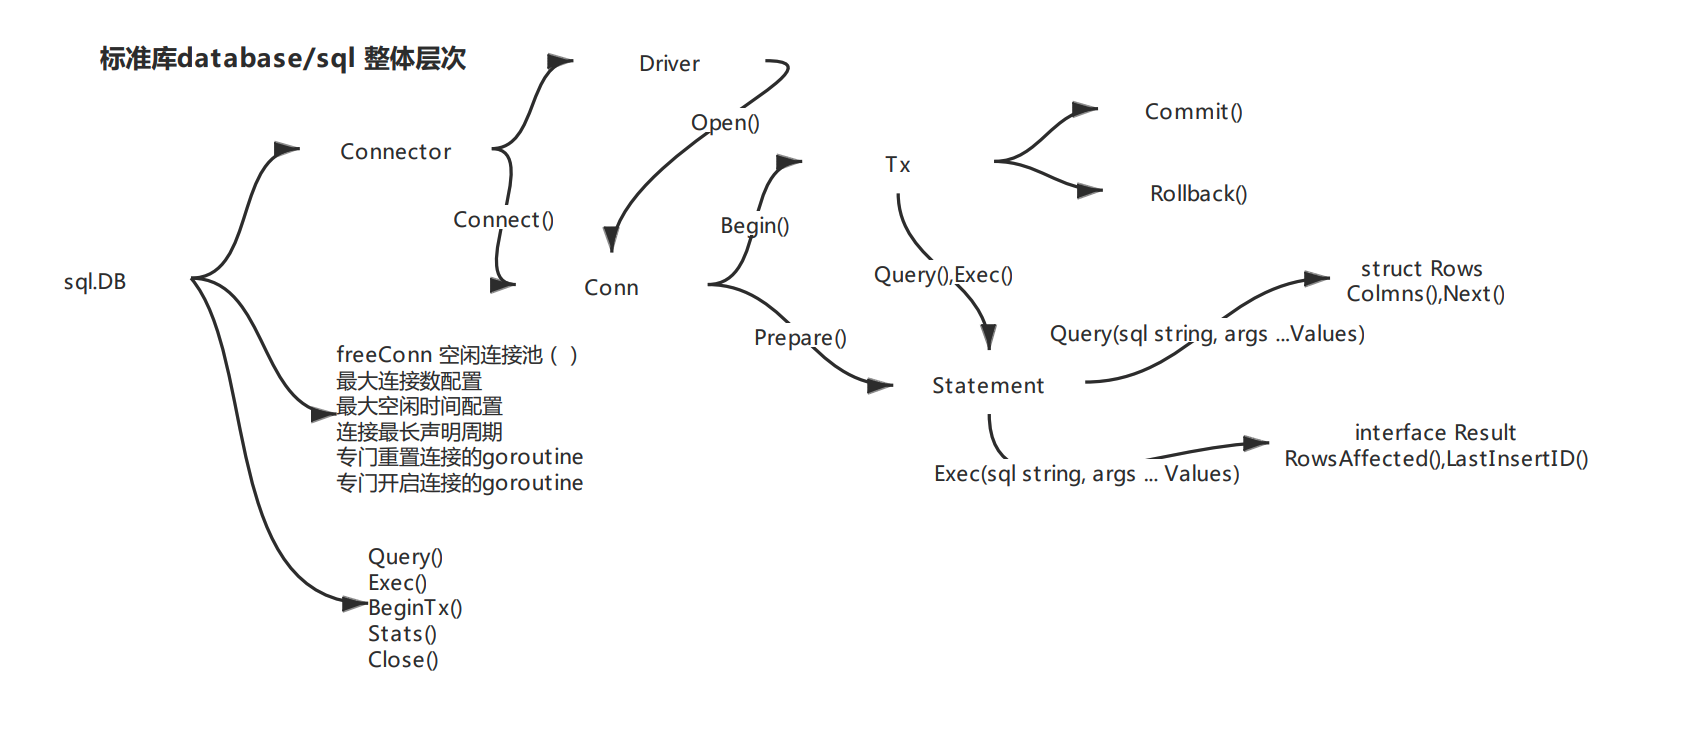 标准库database/sql 整体层次
Driver
Open()
Commit()
Connector
Tx
Rollback()
Connect()
Begin()
sql.DB
Conn
Query(),Exec()
struct Rows
Colmns(),Next()
Prepare()
Query(sql string, args ...Values)
Statement
freeConn 空闲连接池（ ）
最大连接数配置
最大空闲时间配置
连接最长声明周期
专门重置连接的goroutine
专门开启连接的goroutine
interface Result
RowsAffected(),LastInsertID()
Exec(sql string, args ... Values)
Query()
Exec()
BeginTx()
Stats()
Close()